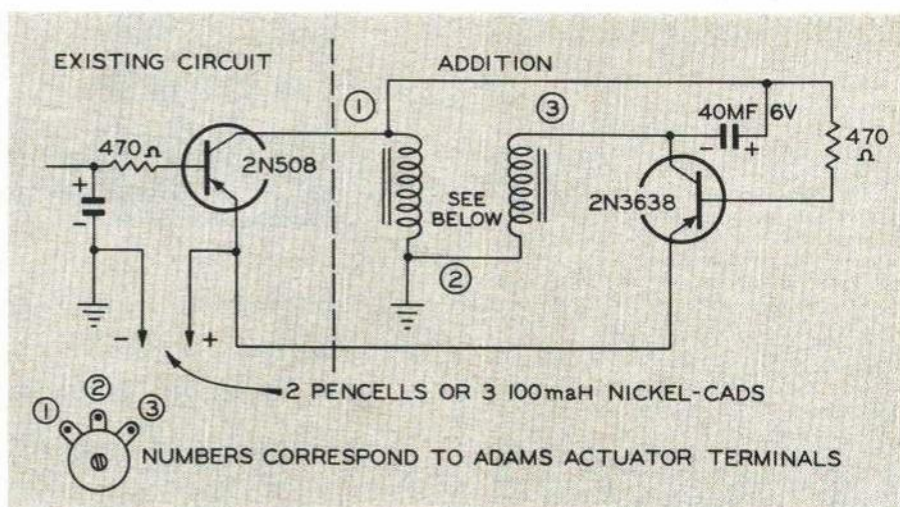 EXISTING CIRCUIT
ADDITION
① ③
470 Ω
2N508
40MF 6V
- +
470 Ω
SEE BELOW
2N3638
+
-
②
- +
2 PENCELLS OR 3 100maH NICKEL-CADS
① ② ③
NUMBERS CORRESPOND TO ADAMS ACTUATOR TERMINALS